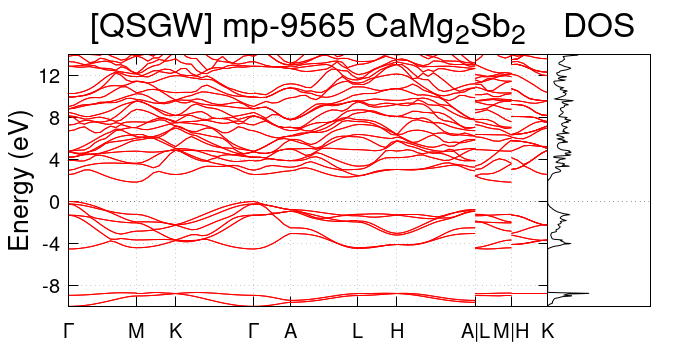 [QSGW] mp-9565 CaMg₂Sb₂ DOS
Energy (eV)
12
8
4
0
-4
-8
Γ M K Γ A L H A|L M|H K